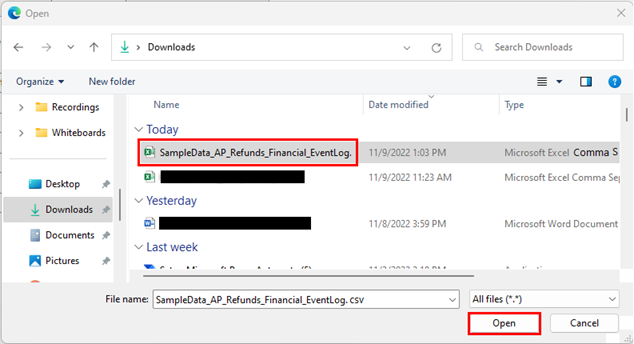 Open
Downloads
Search Downloads
Organize
New folder
Recordings
Whiteboards
Desktop
Downloads
Documents
Pictures
Name Date modified Type
Today
SampleData_AP_Refunds_Financial_EventLog. 11/9/2022 1:03 PM Microsoft Excel Comma S
11/9/2022 11:23 AM Microsoft Excel Comma Sep
Yesterday
11/8/2022 3:59 PM Microsoft Word Document
Last week
File name: SampleData_AP_Refunds_Financial_EventLog. csv
All files (*.*)
Open Cancel